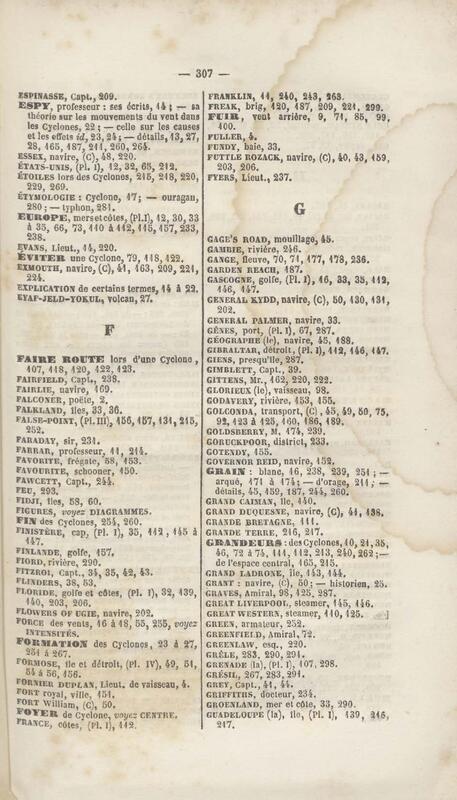 — 307 —
ESPINASSE, Capt., 209.
ESPY, professeur : ses écrits, 14 ; — sa
théorie sur les mouvements du vent dans
les Cyclones, 22 ; — celle sur les causes
et les effets id, 23, 24 ; — détails, 13, 27,
28, 165, 187, 211, 260, 264.
ESSEX, navire, (C), 48, 220.
ÉTATS-UNIS, (Pl. I), 12, 32, 65, 212.
ÉTOILES lors des Cyclones, 215, 218, 220,
229, 269.
ÉTYMOLOGIE : Cyclone, 17 ; — ouragan,
280 ; — typhon, 281.
EUROPE, mers et côtes, (Pl. I), 12, 30, 33
à 35, 66, 73, 110 à 112, 115, 157, 233,
238.
EVANS, Lieut., 14, 220.
ÉVITER une Cyclone, 79, 118, 122.
EXMOUTH, navire, (C), 41, 163, 209, 221,
224.
EXPLICATION de certains termes, 14 à 22.
EYAF-JELD-YOKUL, volcan, 27.
F
FAIRE ROUTE lors d'une Cyclone,
107, 118, 120, 122, 123.
FAIRFIELD, Capt., 238.
FAIRLIE, navire, 169.
FALCONER, poëte, 2.
FALKLAND, îles, 33, 36.
FALSE-POINT, (Pl. III), 156, 157, 131, 215,
252.
FARADAY, sir, 231.
FARRAR, professeur, 11, 214.
FAVORITE, frégate, 58, 153.
FAVOURITE, schooner, 150.
FAWCETT, Capt., 244.
FEU, 293.
FIDJI, îles, 58, 60.
FIGURES, voyez DIAGRAMMES.
FIN des Cyclones, 254, 260.
FINISTÈRE, cap, (Pl. I), 35, 112, 145 à
147.
FINLANDE, golfe, 157.
FIORD, rivière, 290.
FITZROI, Capt., 34, 35, 42, 43.
FLINDERS, 38, 53.
FLORIDE, golfe et côtes, (Pl. I), 32, 139,
140, 203, 206.
FLOWERS OF UGIE, navire, 202.
FORCE des vents, 16 à 18, 55, 255, voyez
INTENSITÉS.
FORMATION des Cyclones, 23 à 27,
251 à 267.
FORMOSE, île et détroit, (Pl. IV), 49, 51,
54 à 56, 156.
FORNIER DUPLAN, Lieut. de vaisseau, 4.
FORT royal, ville, 151.
FORT William, (C), 50.
FOYER de Cyclone, voyez CENTRE.
FRANCE, côtes, (Pl. I), 112.
FRANKLIN, 11, 240, 243, 263.
FREAK, brig, 120, 187, 209, 221, 299.
FUIR, vent arrière, 9, 71, 85, 99,
100.
FULLER, 4.
FUNDY, baie, 33.
FUTTLE ROZACK, navire, (C), 40, 43, 159,
203, 206.
FYERS, Lieut., 237.
G
GAGE'S ROAD, mouillage, 45.
GAMBIE, rivière, 246.
GANGE, fleuve, 70, 71, 177, 178, 236.
GARDEN REACH, 187.
GASCOGNE, golfe, (Pl. I), 16, 33, 35, 112,
146, 147.
GENERAL KYDD, navire, (C), 50, 130, 131,
202.
GENERAL PALMER, navire, 33.
GÊNES, port, (Pl. I), 67, 287.
GÉOGRAPHE (le), navire, 45, 188.
GIBRALTAR, détroit, (Pl. I), 112, 146, 147.
GIENS, presqu'île, 287.
GIMBLETT, Capt., 39.
GITTENS, Mr., 162, 220, 222.
GLORIEUX (le), vaisseau, 98.
GODAVERY, rivière, 153, 155.
GOLCONDA, transport, (C), 45, 49, 50, 75,
92, 123 à 125, 160, 186, 189.
GOLDSBERRY, M. 174, 239.
GORUCKPOOR, district, 233.
GOTENDY, 155.
GOVERNOR REID, navire, 152.
GRAIN : blanc, 16, 238, 239, 251 ; —
arqué, 171 à 174 ; — d'orage, 211 ; —
détails, 45, 159, 187, 244, 260.
GRAND CAIMAN, île, 140.
GRAND DUQUESNE, navire, (C), 44, 138.
GRANDE BRETAGNE, 111.
GRANDE TERRE, 216, 217.
GRANDEURS : des Cyclones, 10, 21, 35,
46, 72 à 74, 111, 112, 213, 240, 262 ; —
de l'espace central, 165, 215.
GRAND LADRONE, île, 143, 144.
GRANT : navire, (C), 50 ; — historien, 25.
GRAVES, Amiral, 98, 125, 287.
GREAT LIVERPOOL, steamer, 145, 146.
GREAT WESTERN, steamer, 110, 125.
GREEN, armateur, 252.
GREENFIELD, Amiral, 72.
GREENLAW, esq., 220.
GRÊLE, 283, 290, 291.
GRENADE (la), (Pl. I), 107, 298.
GRÉSIL, 267, 283, 291.
GREY, Capt., 41, 44.
GRIFFITHS, docteur, 234.
GROENLAND, mer et côte, 33, 290.
GUADELOUPE (la), île, (Pl. I), 139, 216,
217.